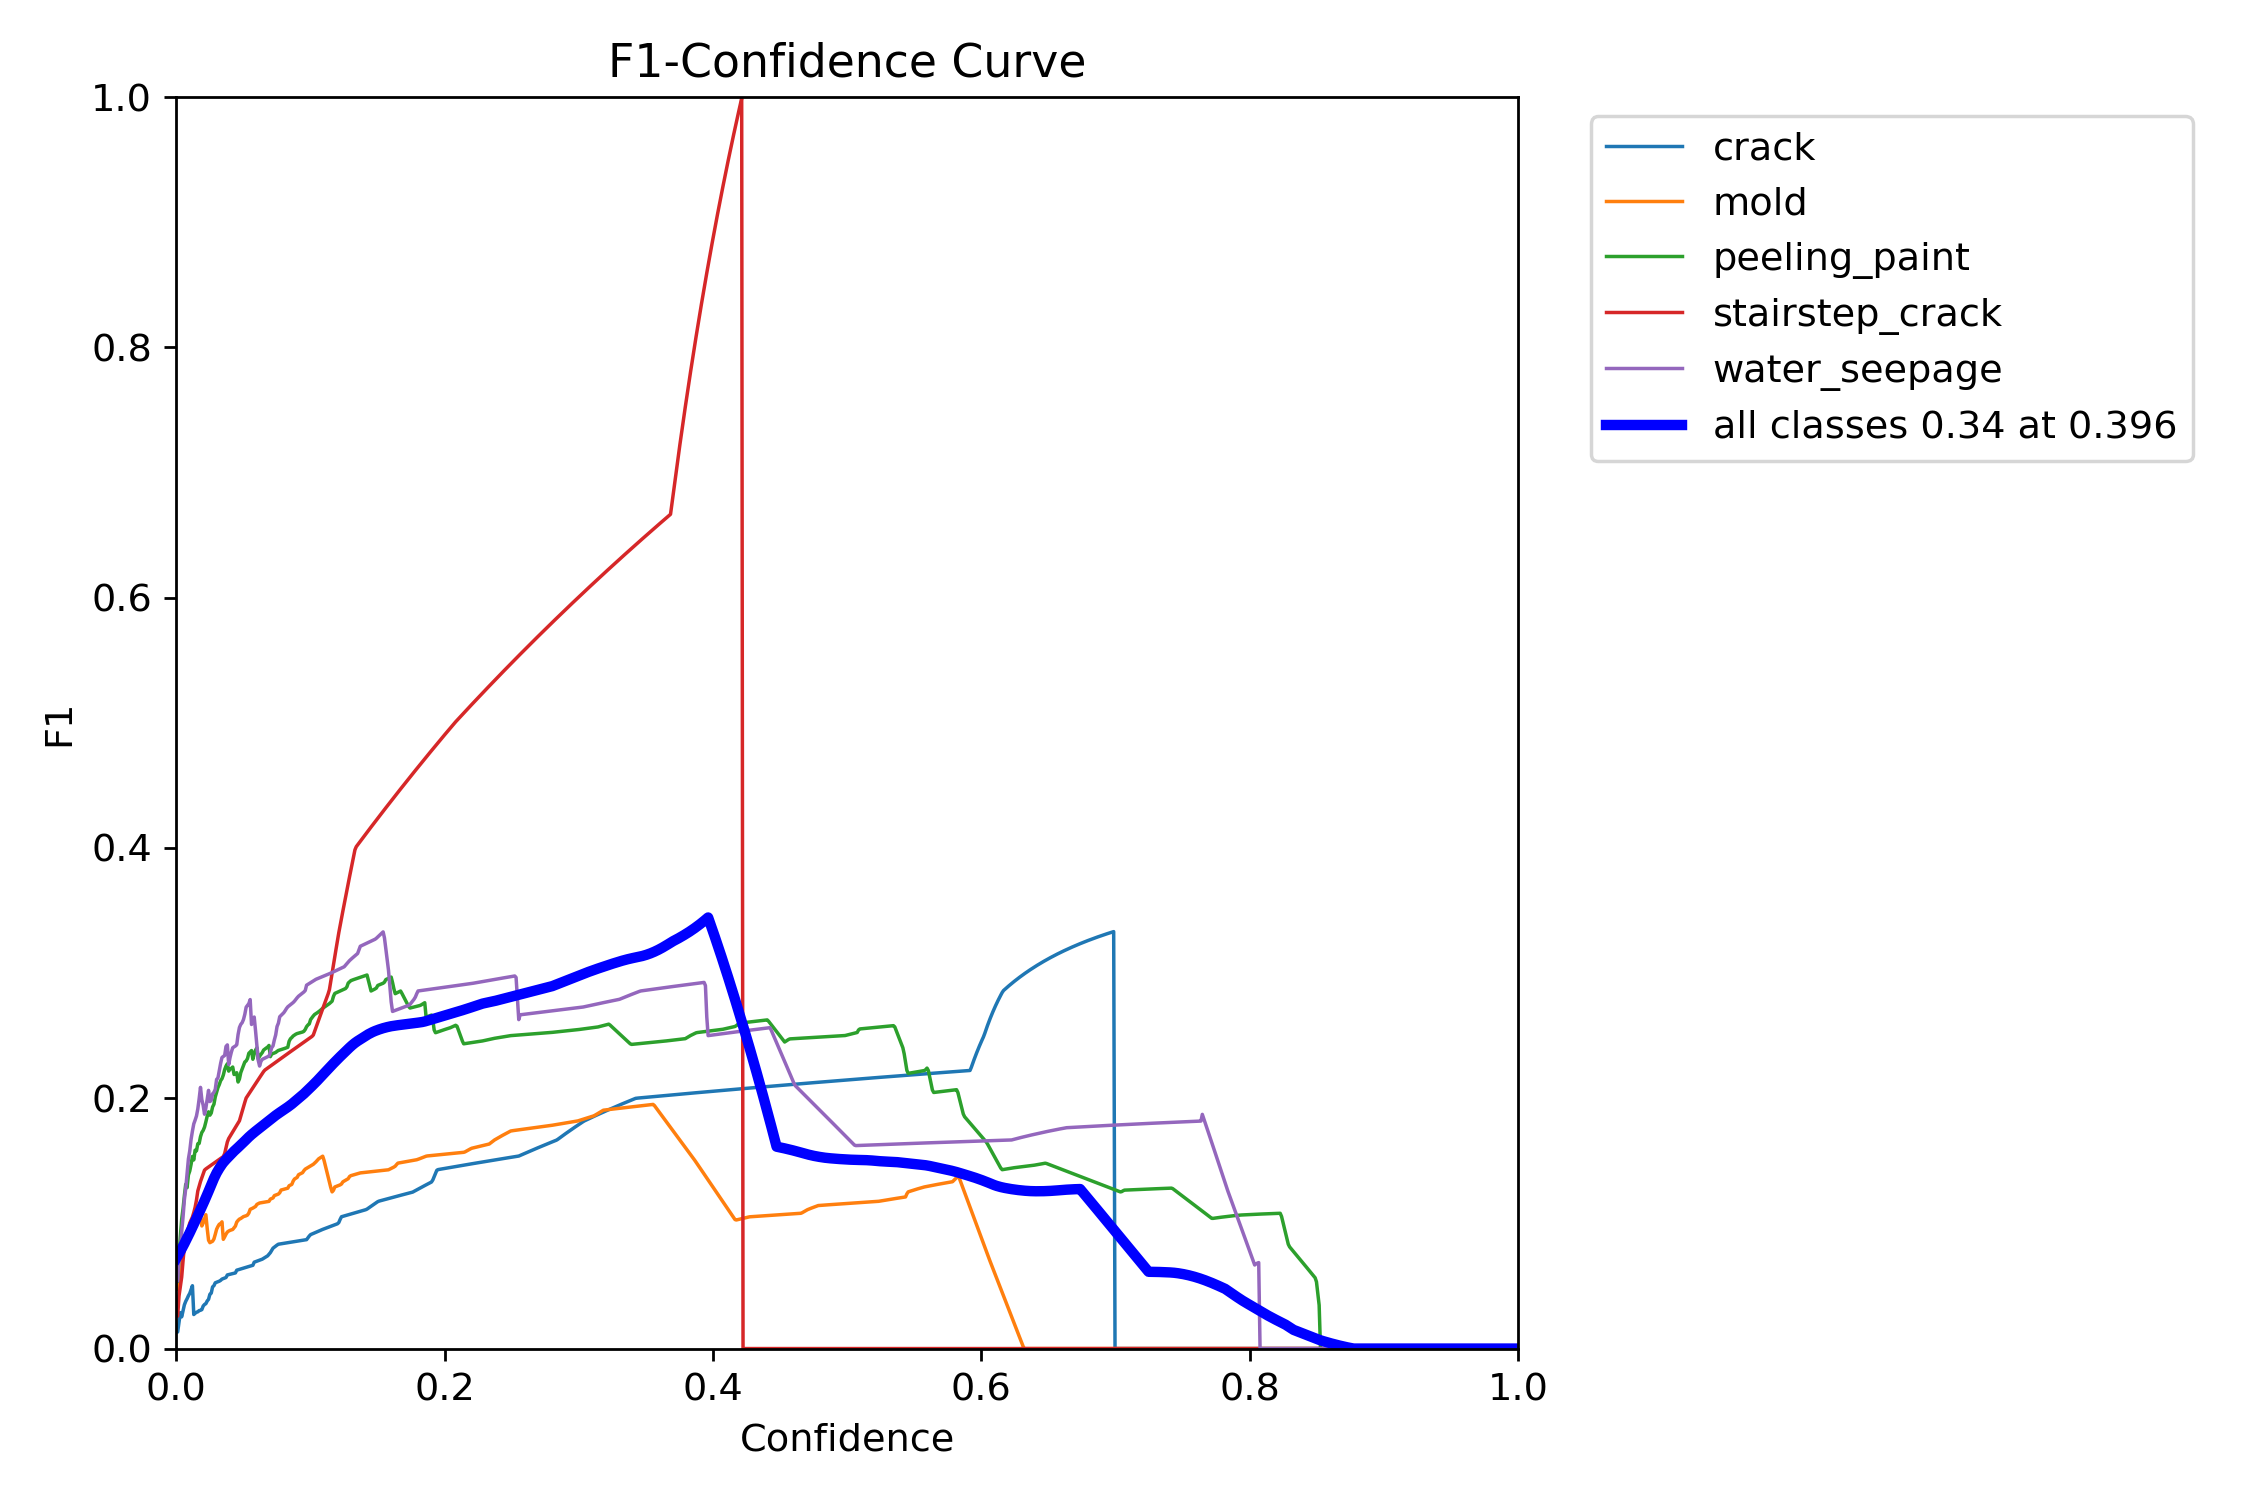 F1-Confidence Curve
1.0
0.8
0.6
0.4
0.2
0.0
F1
0.0 0.2 0.4 0.6 0.8 1.0
Confidence
crack
mold
peeling_paint
stairstep_crack
water_seepage
all classes 0.34 at 0.396